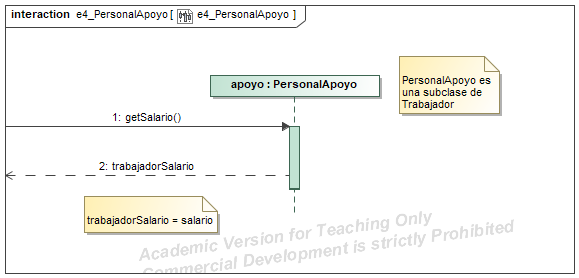 interaction e4_PersonalApoyo [ e4_PersonalApoyo ]
apoyo : PersonalApoyo
PersonalApoyo es
una subclase de
Trabajador
1: getSalario()
2: trabajadorSalario
trabajadorSalario = salario
Academic Version for Teaching Only
Commercial Development is strictly Prohibited